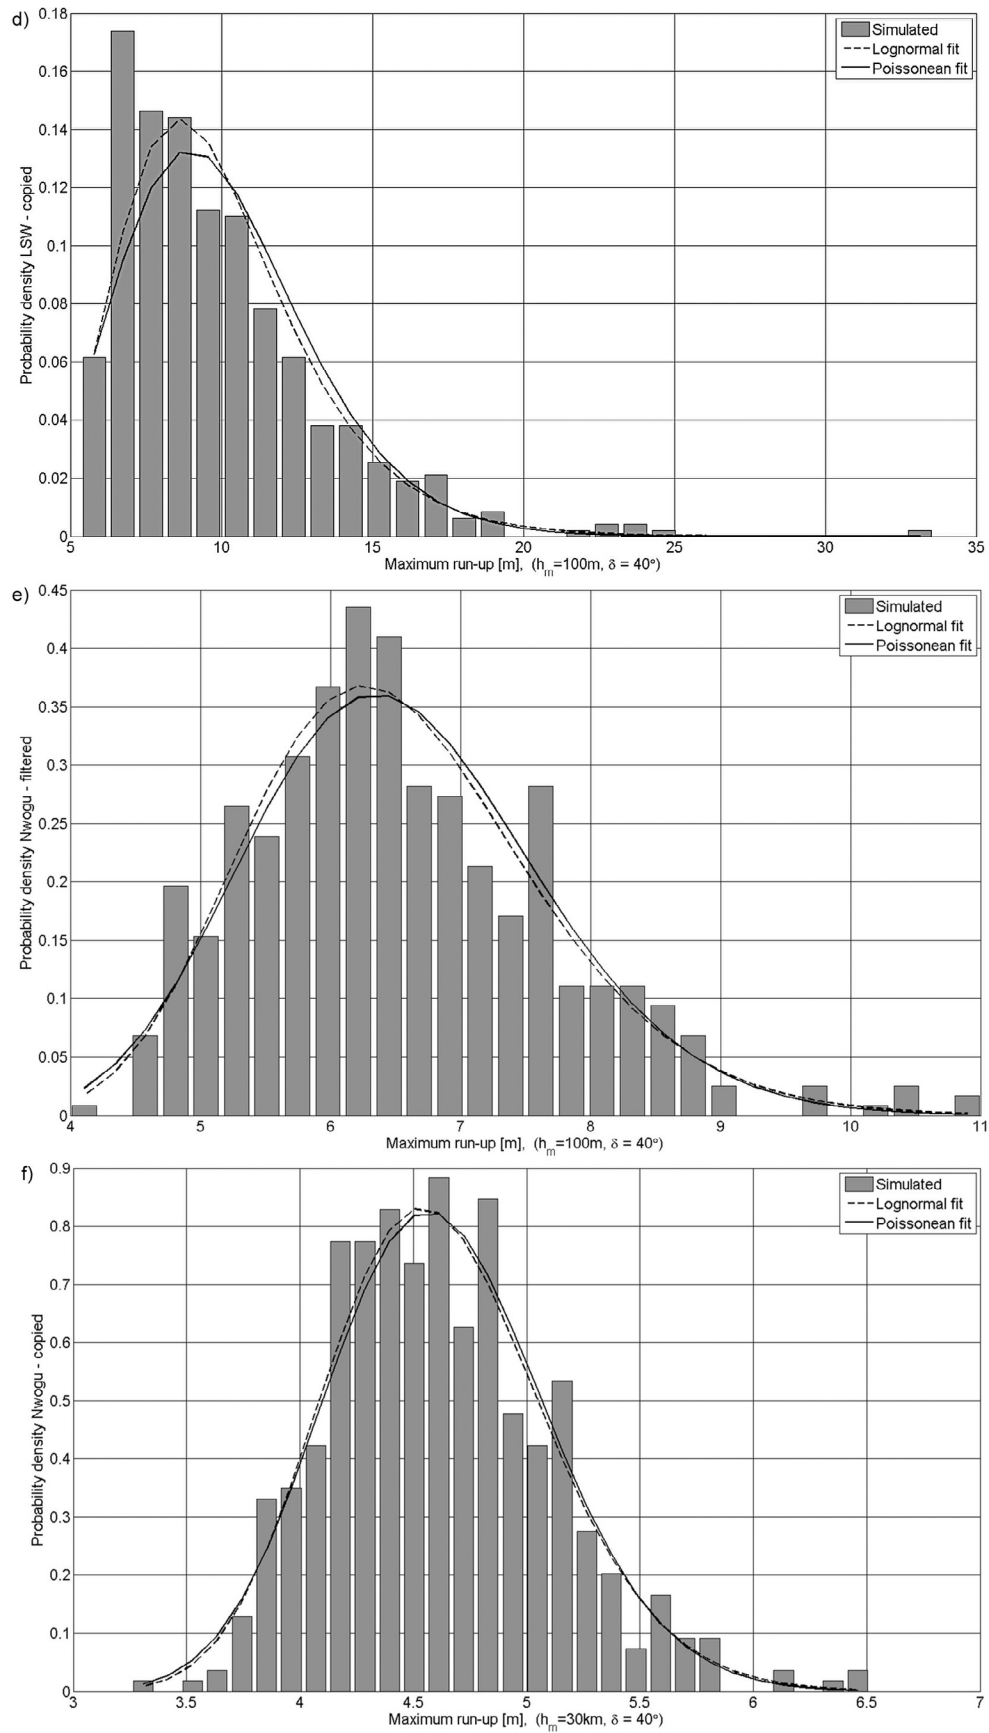 d)
0.18
0.16
0.14
0.12
0.1
0.08
0.06
0.04
0.02
0
Probability density LSW - copied
Simulated
Lognormal fit
Poissonean fit
5 10 15 20 25 30 35
Maximum run-up [m], (hm=100m, δ = 40°)
e)
0.45
0.4
0.35
0.3
0.25
0.2
0.15
0.1
0.05
0
Probability density Nwogu - filtered
Simulated
Lognormal fit
Poissonean fit
4 5 6 7 8 9 10 11
Maximum run-up [m], (hm=100m, δ = 40°)
f)
0.9
0.8
0.7
0.6
0.5
0.4
0.3
0.2
0.1
0
Probability density Nwogu - copied
Simulated
Lognormal fit
Poissonean fit
3 3.5 4 4.5 5 5.5 6 6.5 7
Maximum run-up [m], (hm=30km, δ = 40°)